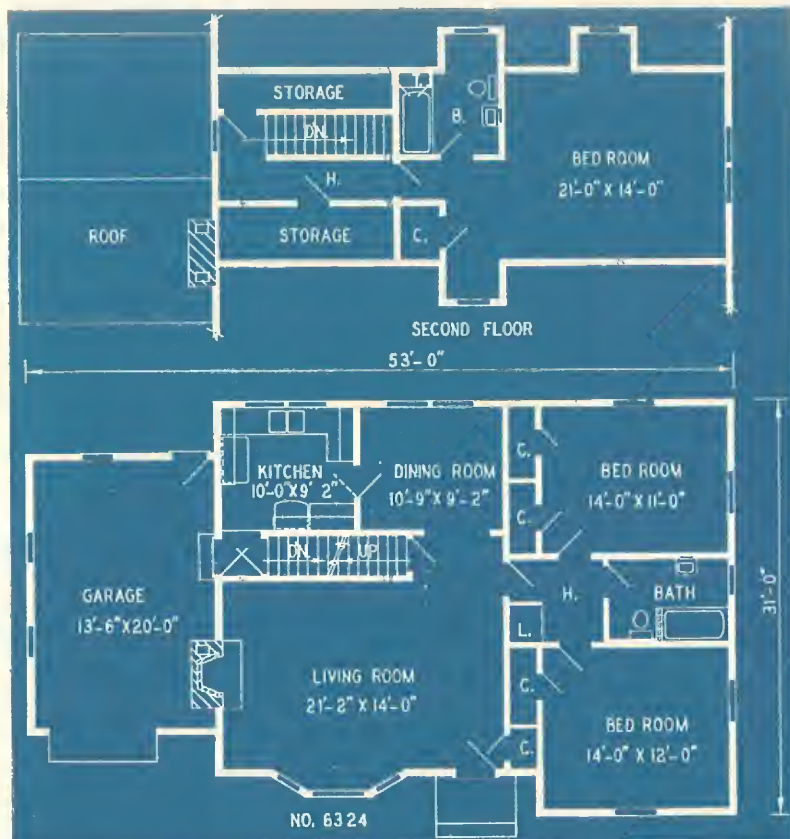 STORAGE
T.
DN.
B.
BED ROOM
21'-0" X 14'-0"
H.
ROOF
STORAGE
C.
SECOND FLOOR
53'-0"
KITCHEN
10'-0"X9' 2"
DINING ROOM
10'-9"X 9'-2"
C.
BED ROOM
14'-0" X 11'-0"
C.
DN.
UP
GARAGE
13'-6"X20'-0"
H.
BATH
31'-0"
L.
LIVING ROOM
21'-2" X 14'-0"
C.
BED ROOM
14'-0" X 12'-0"
C.
NO. 6324